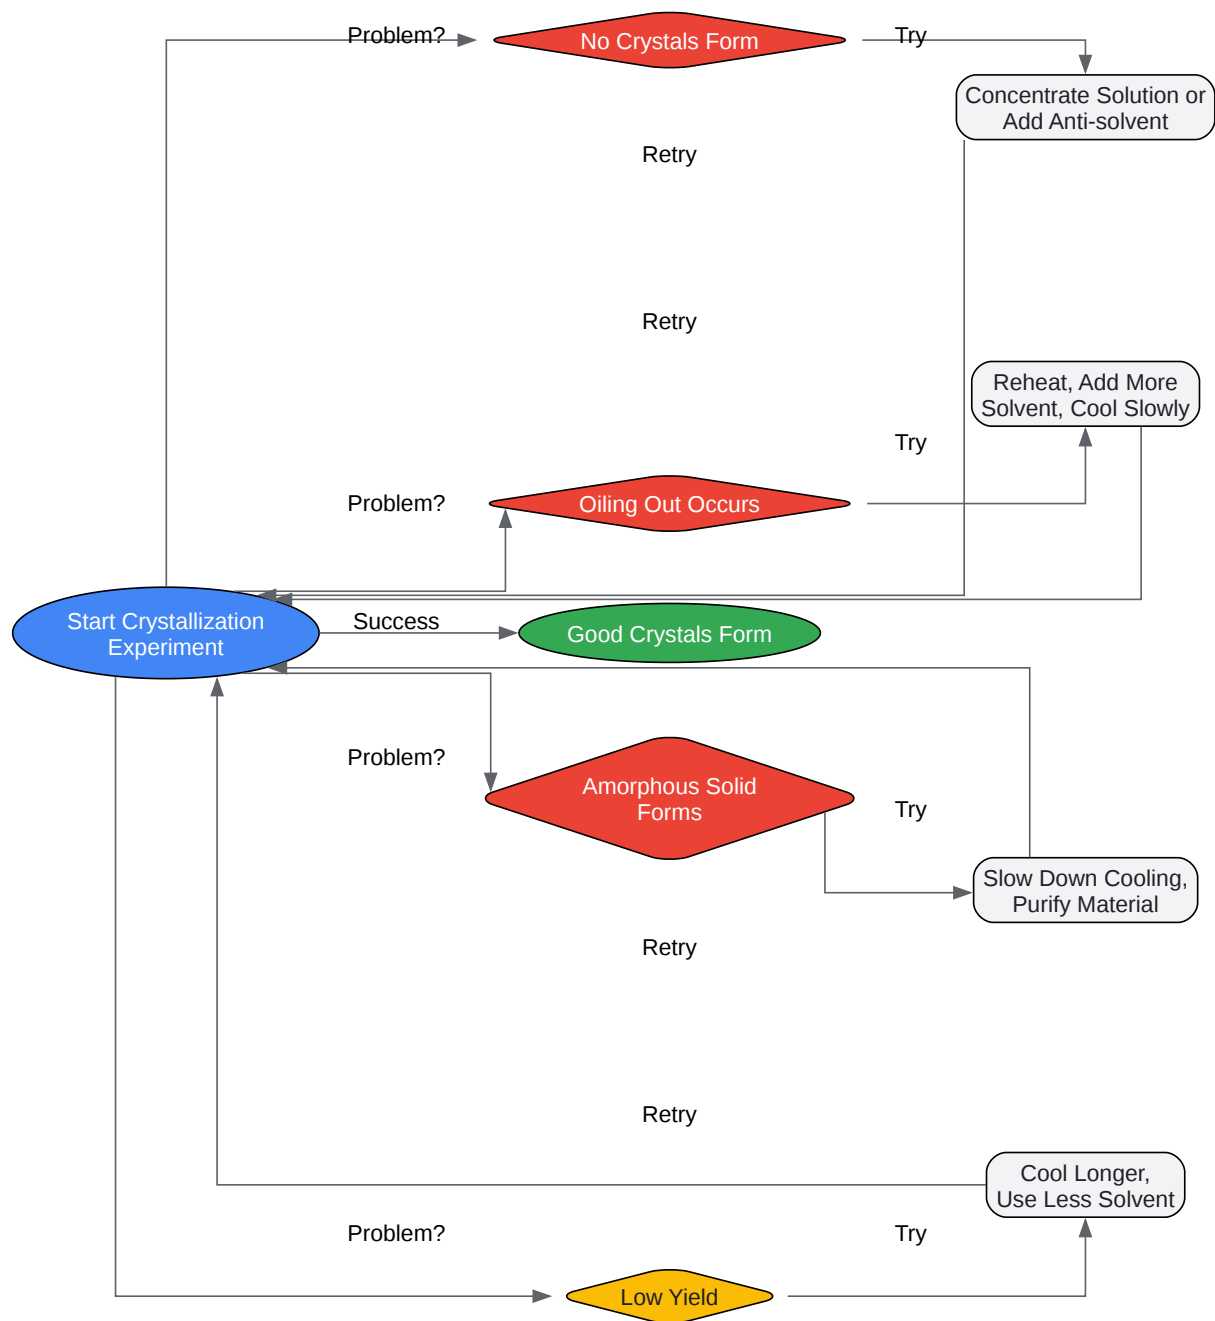 Problem?
No Crystals Form
Try
Concentrate Solution or
Add Anti-solvent
Retry
Retry
Reheat, Add More
Solvent, Cool Slowly
Try
Problem?
Oiling Out Occurs
Start Crystallization
Experiment
Success
Good Crystals Form
Problem?
Amorphous Solid
Forms
Try
Slow Down Cooling,
Purify Material
Retry
Retry
Cool Longer,
Use Less Solvent
Problem?
Try
Low Yield